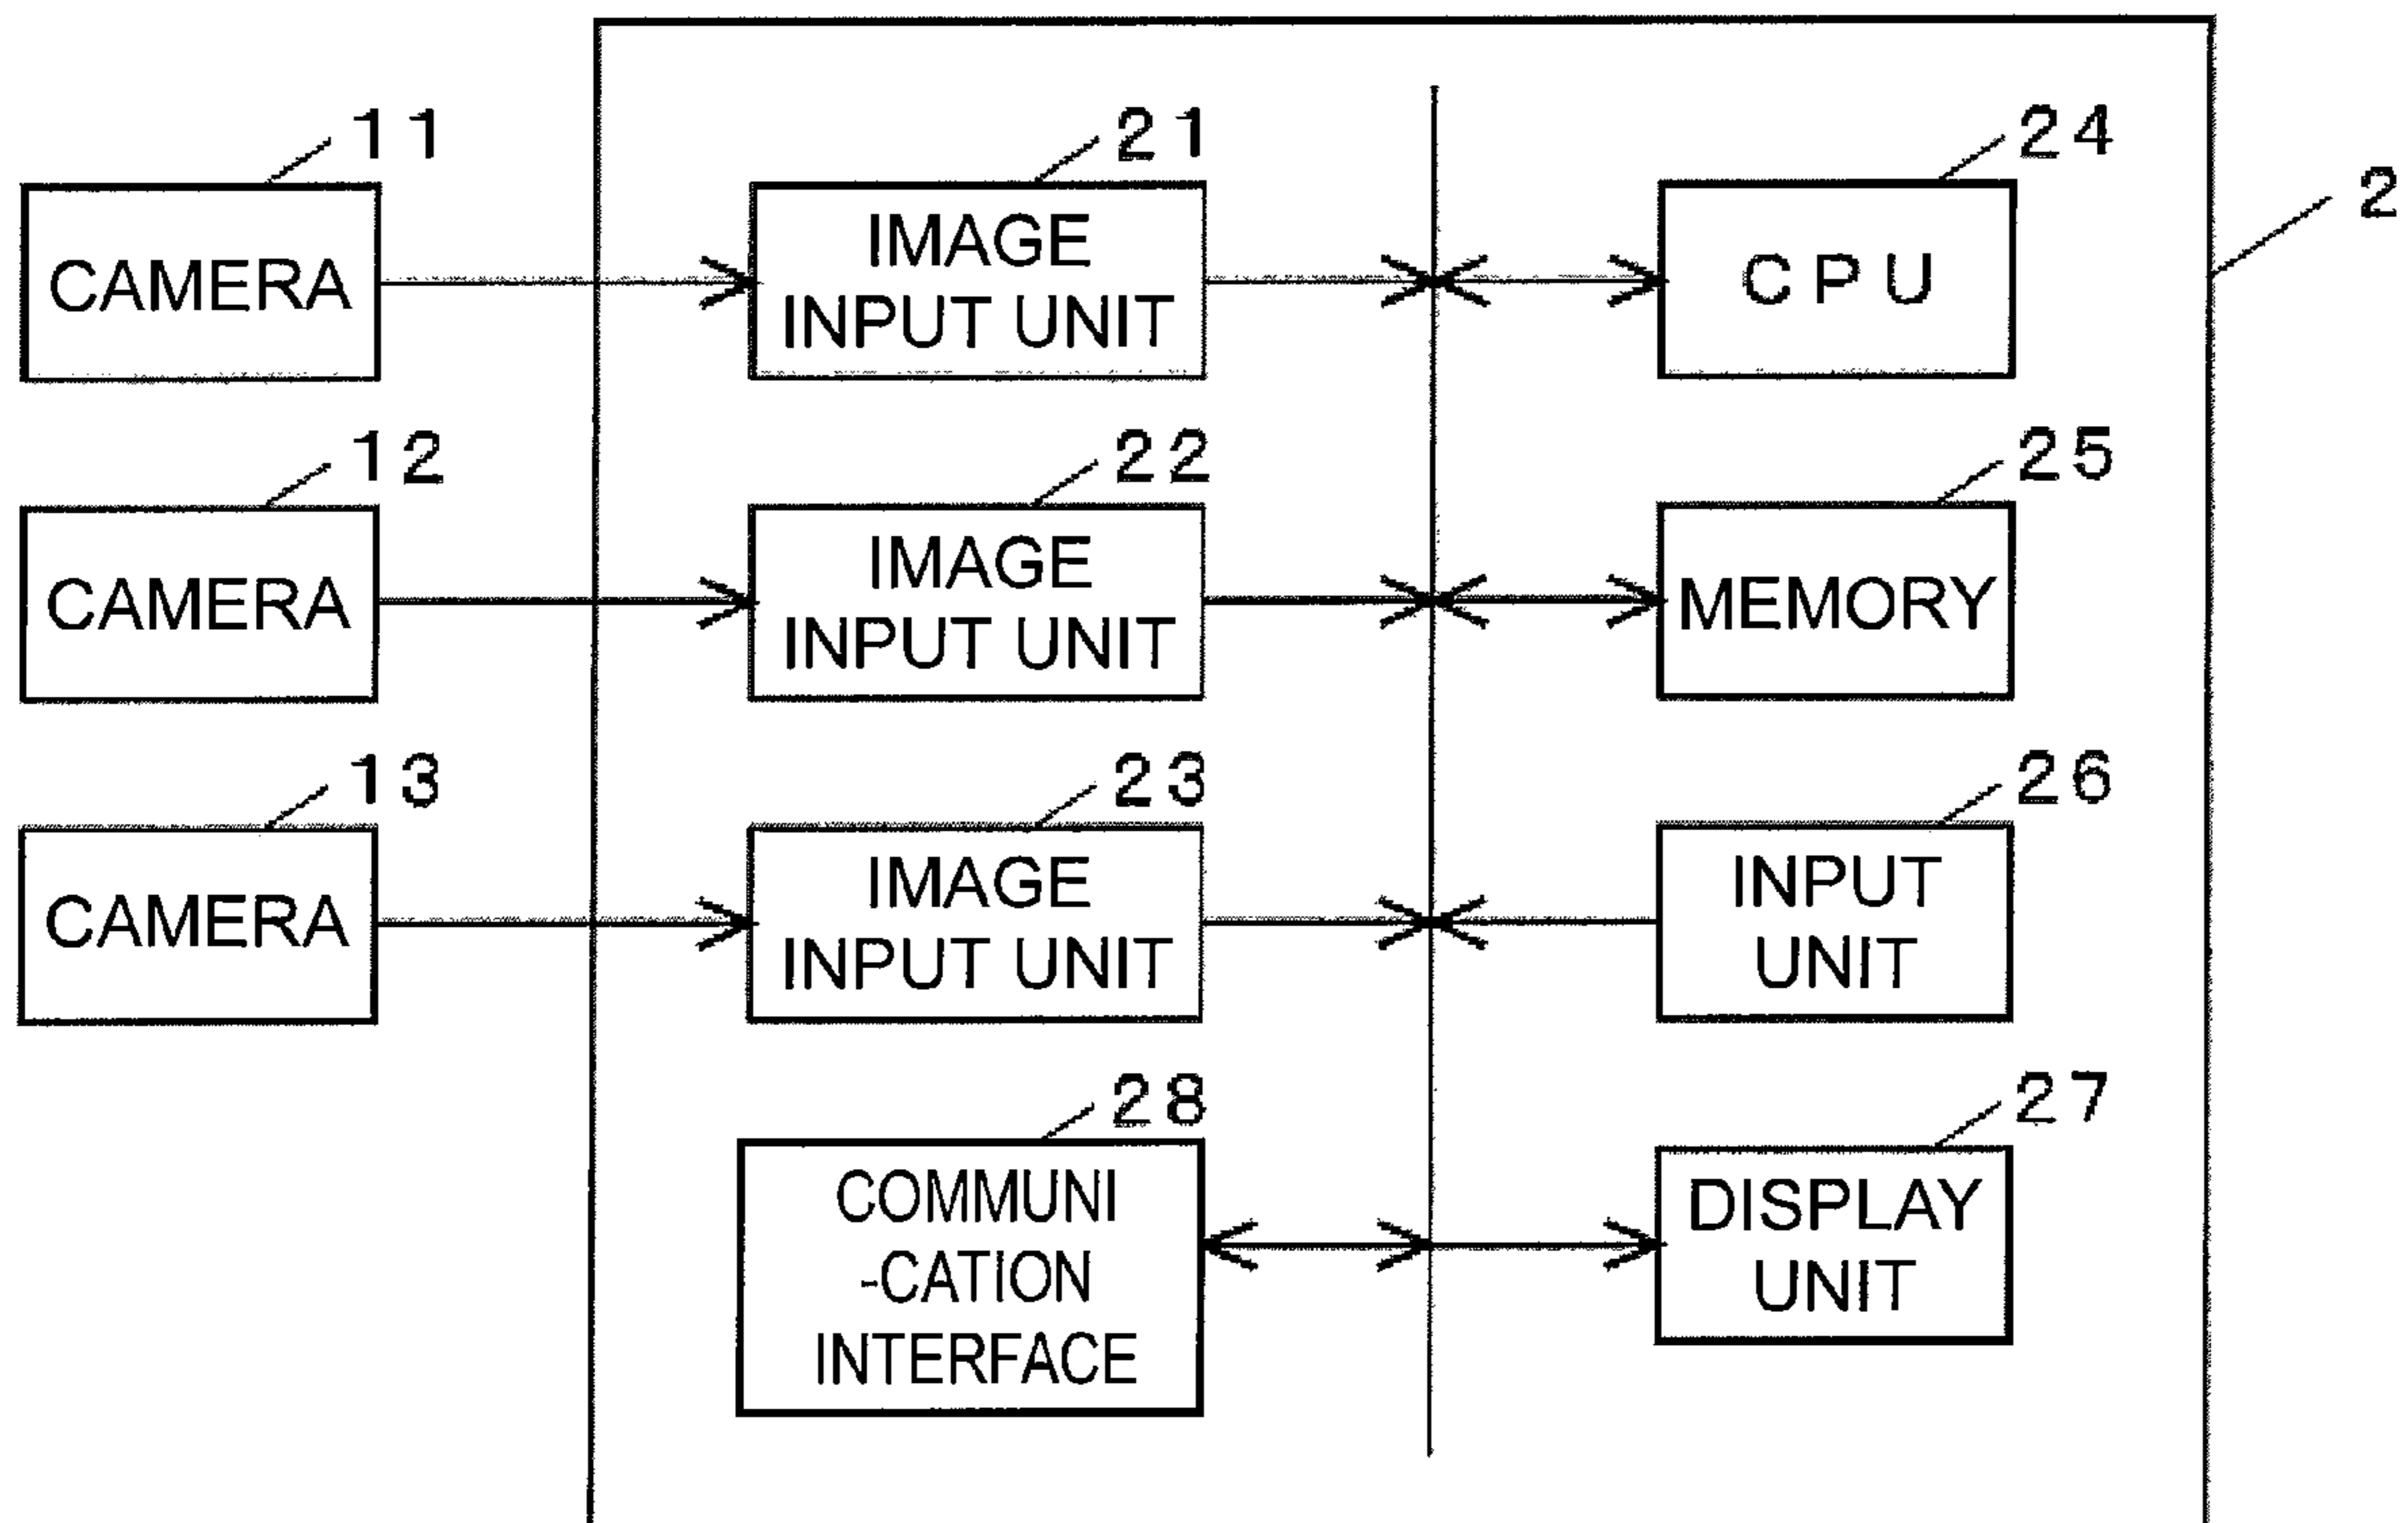 11
21
24
2
CAMERA
IMAGE
INPUT UNIT
CPU
12
22
25
CAMERA
IMAGE
INPUT UNIT
MEMORY
13
23
26
CAMERA
IMAGE
INPUT UNIT
INPUT
UNIT
28
27
COMMUNI
-CATION
INTERFACE
DISPLAY
UNIT